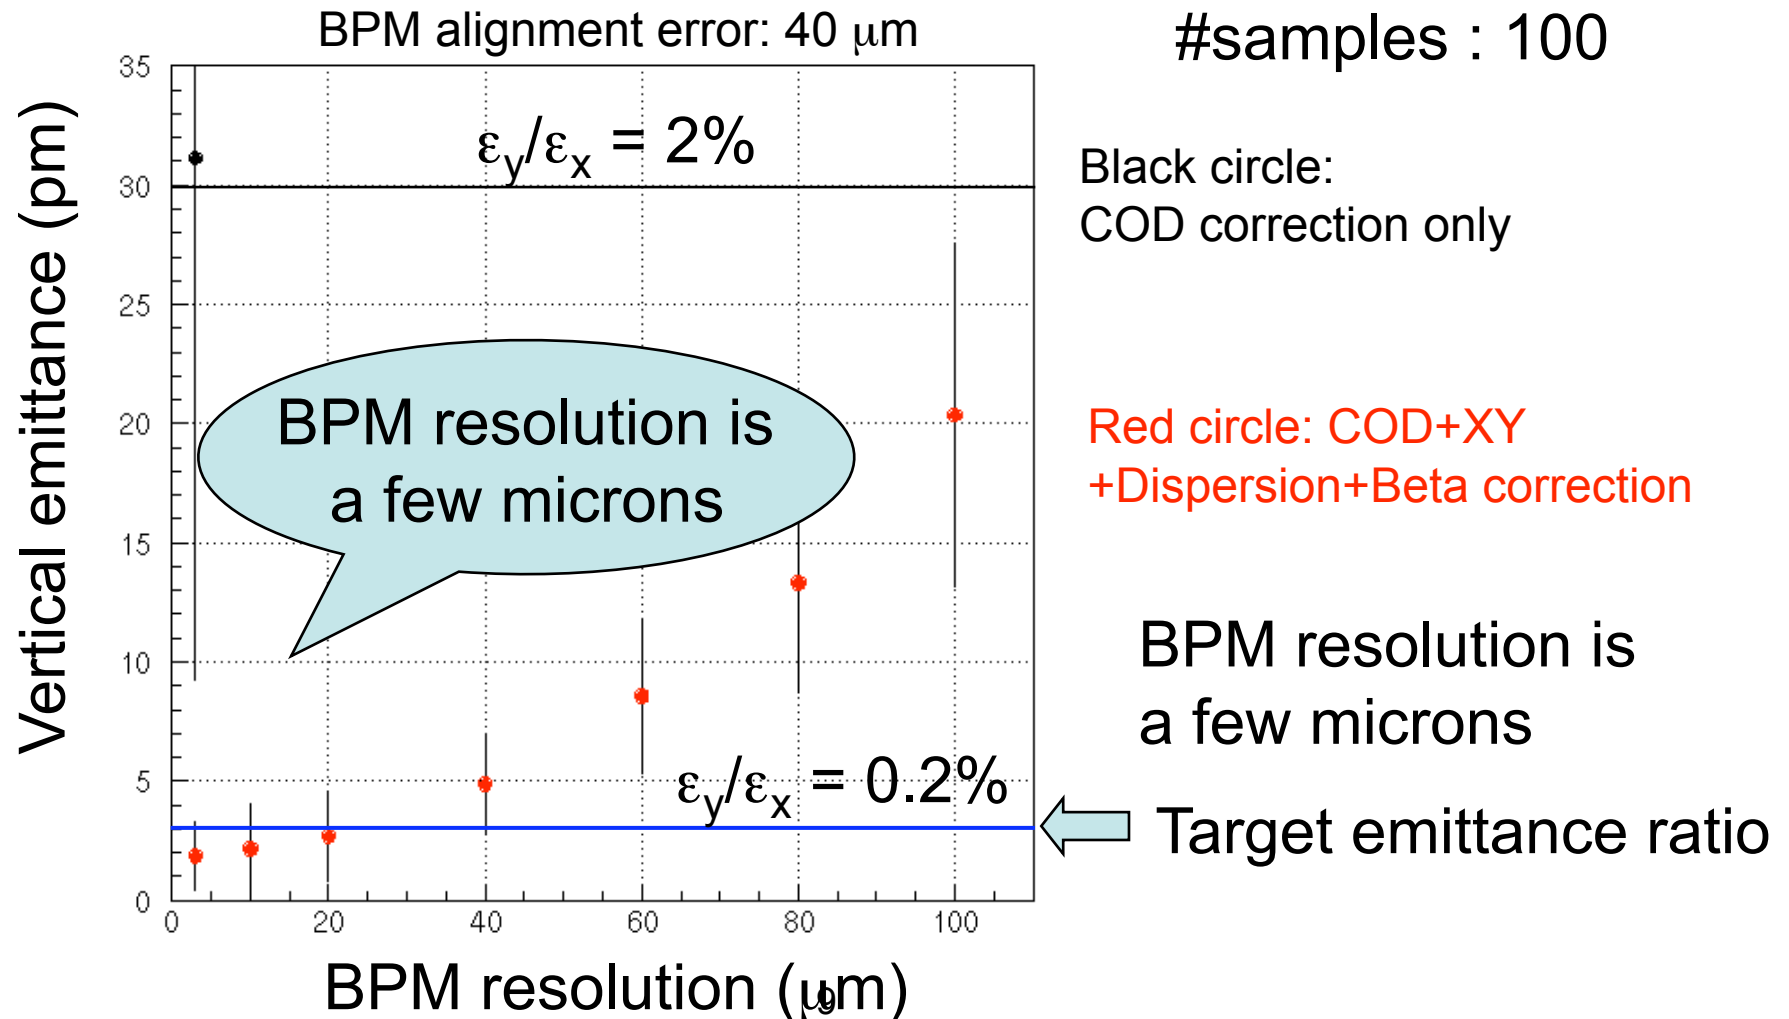 BPM alignment error: 40 μm
#samples : 100
35
30
25
20
15
10
5
0
Vertical emittance (pm)
εy/εx = 2%
Black circle:
COD correction only
BPM resolution is
a few microns
Red circle: COD+XY
+Dispersion+Beta correction
BPM resolution is
a few microns
εy/εx = 0.2%
Target emittance ratio
0 20 40 60 80 100
BPM resolution (μm)
9